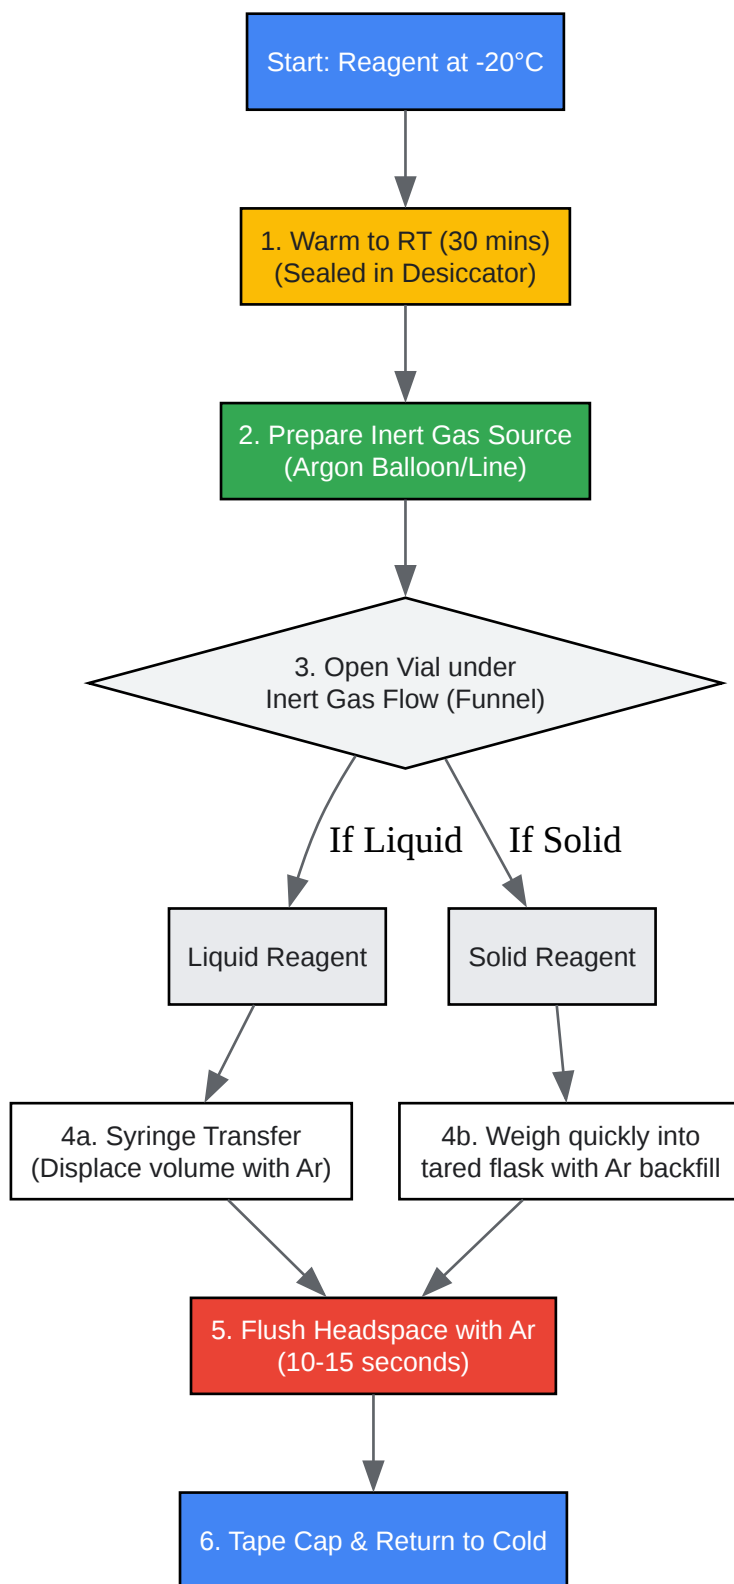 Start: Reagent at -20°C
1. Warm to RT (30 mins)
(Sealed in Desiccator)
2. Prepare Inert Gas Source
(Argon Balloon/Line)
3. Open Vial under
Inert Gas Flow (Funnel)
If Liquid
If Solid
Liquid Reagent
Solid Reagent
4a. Syringe Transfer
(Displace volume with Ar)
4b. Weigh quickly into
tared flask with Ar backfill
5. Flush Headspace with Ar
(10-15 seconds)
6. Tape Cap & Return to Cold